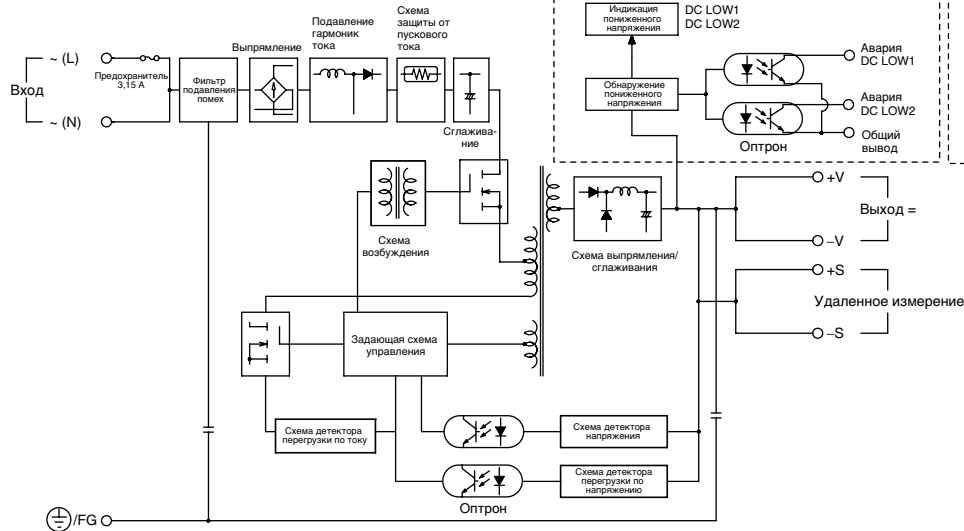 Индикация
пониженного
напряжения
DC LOW1
DC LOW2
Обнаружение
пониженного
напряжения
Авария
DC LOW1
Авария
DC LOW2
Общий
вывод
Оптрон
~ (L)
Вход
~ (N)
Предохранитель
3,15 А
Фильтр
подавления
помех
Выпрямление
Подавление
гармоник
тока
Схема
защиты от
пускового
тока
Сглажива-
ние
Схема
возбуждения
Схема выпрямления/
сглаживания
+V
Выход =
–V
+S
Удаленное измерение
–S
Задающая схема
управления
Схема детектора
перегрузки по току
Схема детектора
напряжения
Схема детектора
перегрузки по
напряжению
Оптрон
/FG